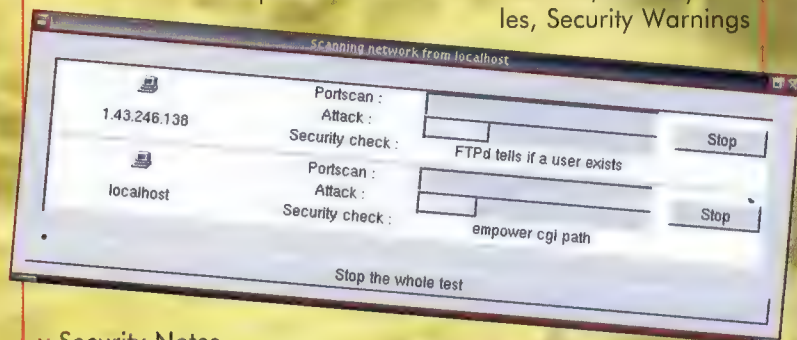 les, Security Warnings
Scanning network from localhost
1.43.246.138
Portscan :
Attack :
Security check :
FTPd tells if a user exists
Stop
localhost
Portscan :
Attack :
Security check :
empower cgi path
Stop
Stop the whole test
Security Notes